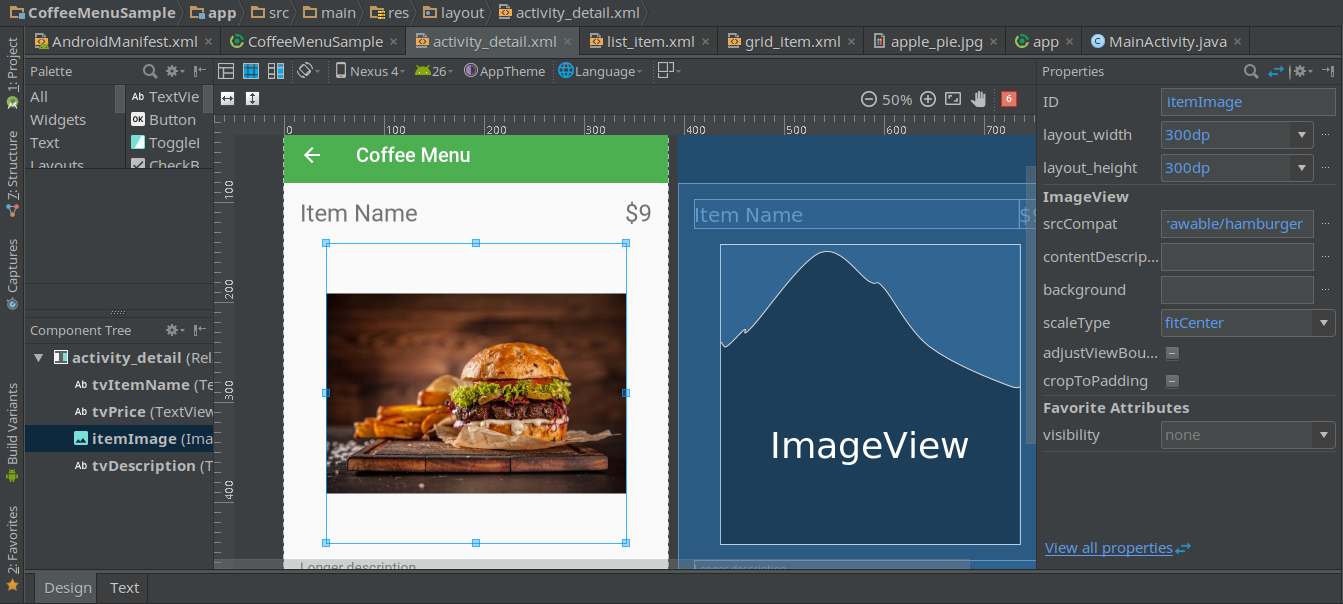 CoffeeMenuSample app src main res layout activity_detail.xml
AndroidManifest.xml × CoffeeMenuSample × activity_detail.xml × list_item.xml × grid_item.xml × apple_pie.jpg × app × MainActivity.java ×
1: Project
7: Structure
Captures
Build Variants
2: Favorites
Palette
All
Widgets
Text
Layouts
Ab TextVie
OK Button
Togglel
CheckB
Nexus 4 26 AppTheme Language
50% 6
0 100 200 300 400 500 600 700
100
200
300
400
Coffee Menu
Item Name $9
Longer description
Item Name $9
ImageView
Longer description
Component Tree
activity_detail (Rel
Ab tvItemName (Te
Ab tvPrice (TextView
itemImage (Ima
Ab tvDescription (T
Properties
ID itemImage
layout_width 300dp ...
layout_height 300dp ...
ImageView
srcCompat rawable/hamburger ...
contentDescrip... ...
background ...
scaleType fitCenter
adjustViewBou...
cropToPadding
Favorite Attributes
visibility none
View all properties
Design Text